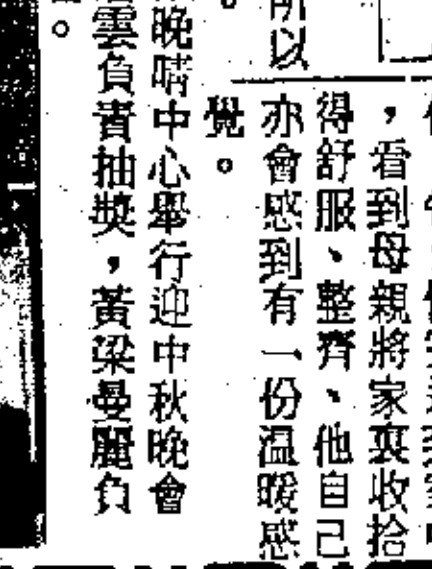 ，看到母親將家裏收拾
得舒服、整齊、他自己
亦會感到有一份溫暖感
覺。
所以
晚晴中心舉行迎中秋晚會
雲負責抽獎，黃梁曼麗負
。